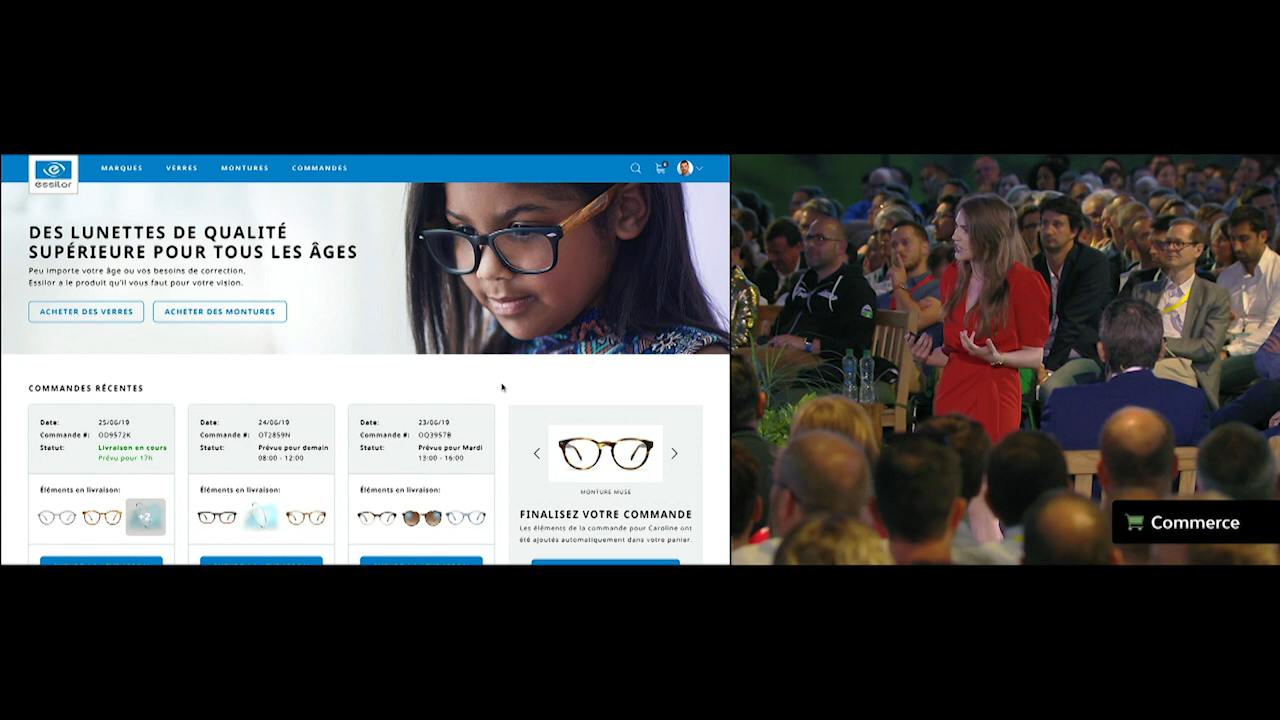 essilor
MARQUES VERRES MONTURES COMMANDES
DES LUNETTES DE QUALITÉ
SUPÉRIEURE POUR TOUS LES ÂGES
Peu importe votre âge ou vos besoins de correction,
Essilor a le produit qu'il vous faut pour votre vision.
ACHETER DES VERRES ACHETER DES MONTURES
COMMANDES RÉCENTES
Date: 25/06/19
Commande #: OD9572K
Statut: Livraison en cours
Prévu pour 17h
Éléments en livraison:
+2
Date: 24/06/19
Commande #: OT2859N
Statut: Prévue pour demain
08:00 - 12:00
Éléments en livraison:
Date: 23/06/19
Commande #: OQ3957B
Statut: Prévue pour Mardi
13:00 - 16:00
Éléments en livraison:
MONTURE MUSE
FINALISEZ VOTRE COMMANDE
Les éléments de la commande pour Caroline ont
été ajoutés automatiquement dans votre panier.
Commerce